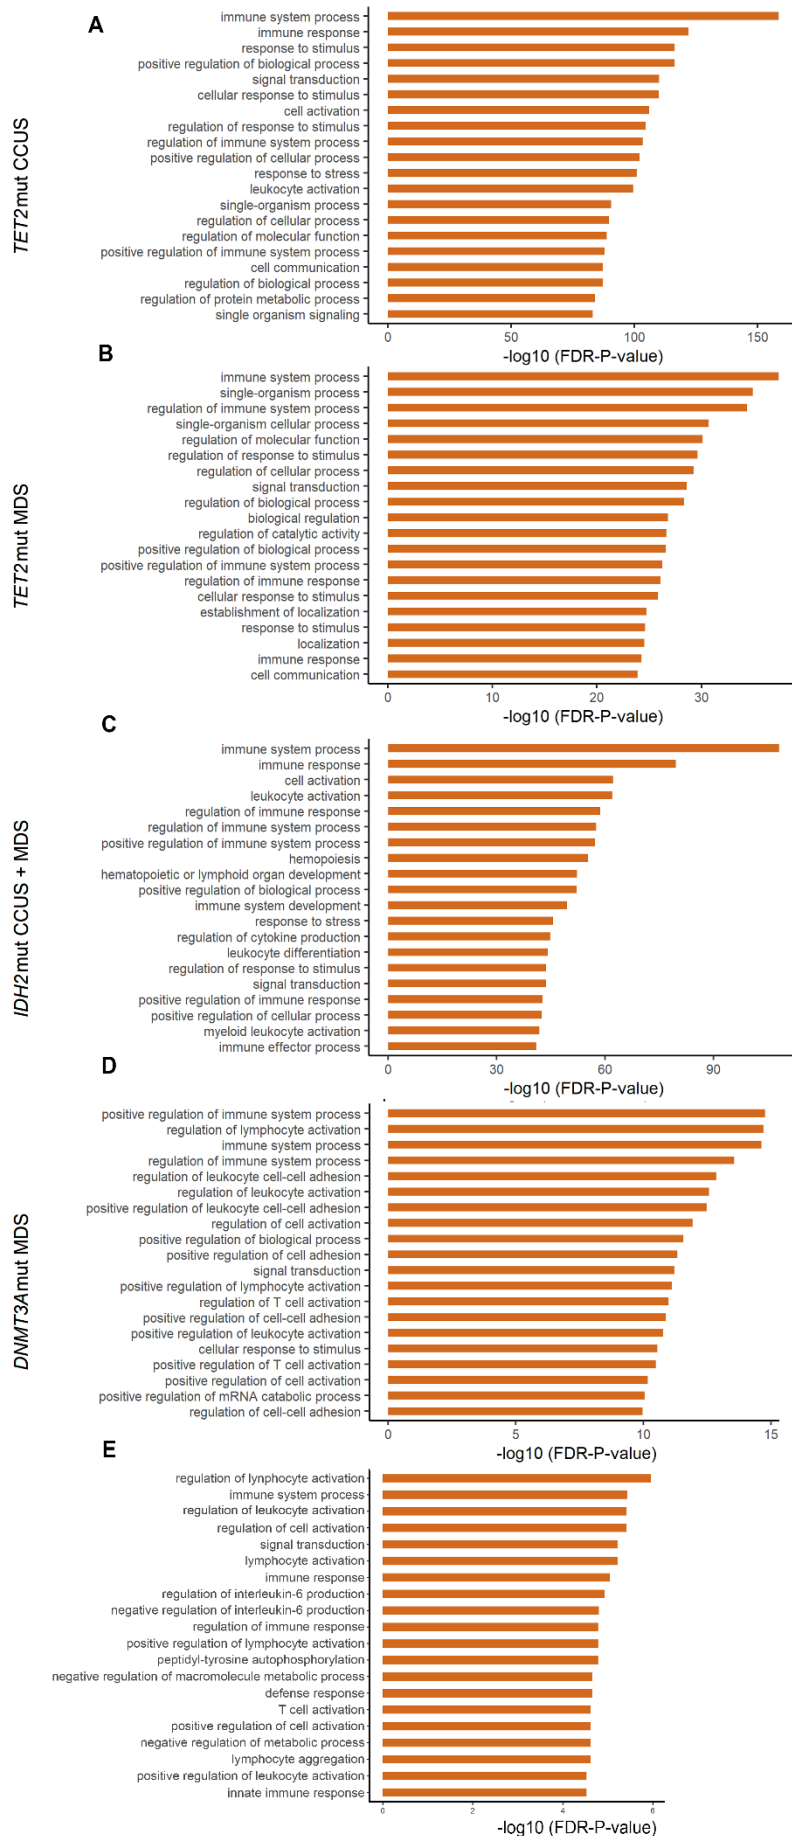 A
TET2mut CCUS
immune system process
immune response
response to stimulus
positive regulation of biological process
signal transduction
cellular response to stimulus
cell activation
regulation of response to stimulus
regulation of immune system process
positive regulation of cellular process
response to stress
leukocyte activation
single-organism process
regulation of cellular process
regulation of molecular function
positive regulation of immune system process
cell communication
regulation of biological process
regulation of protein metabolic process
single organism signaling
0 50 100 150
-log10 (FDR-P-value)
B
TET2mut MDS
immune system process
single-organism process
regulation of immune system process
single-organism cellular process
regulation of molecular function
regulation of response to stimulus
regulation of cellular process
signal transduction
regulation of biological process
biological regulation
regulation of catalytic activity
positive regulation of biological process
positive regulation of immune system process
regulation of immune response
cellular response to stimulus
establishment of localization
response to stimulus
localization
immune response
cell communication
0 10 20 30
-log10 (FDR-P-value)
C
IDH2mut CCUS + MDS
immune system process
immune response
cell activation
leukocyte activation
regulation of immune response
regulation of immune system process
positive regulation of immune system process
hemopoiesis
hematopoietic or lymphoid organ development
positive regulation of biological process
immune system development
response to stress
regulation of cytokine production
leukocyte differentiation
regulation of response to stimulus
signal transduction
positive regulation of immune response
positive regulation of cellular process
myeloid leukocyte activation
immune effector process
0 30 60 90
-log10 (FDR-P-value)
D
DNMT3Amut MDS
positive regulation of immune system process
regulation of lymphocyte activation
immune system process
regulation of immune system process
regulation of leukocyte cell-cell adhesion
regulation of leukocyte activation
positive regulation of leukocyte cell-cell adhesion
regulation of cell activation
positive regulation of biological process
positive regulation of cell adhesion
signal transduction
positive regulation of lymphocyte activation
regulation of T cell activation
positive regulation of cell-cell adhesion
positive regulation of leukocyte activation
cellular response to stimulus
positive regulation of T cell activation
positive regulation of cell activation
positive regulation of mRNA catabolic process
regulation of cell-cell adhesion
0 5 10 15
-log10 (FDR-P-value)
E
regulation of lynphocyte activation
immune system process
regulation of leukocyte activation
regulation of cell activation
signal transduction
lymphocyte activation
immune response
regulation of interleukin-6 production
negative regulation of interleukin-6 production
regulation of immune response
positive regulation of lymphocyte activation
peptidyl-tyrosine autophosphorylation
negative regulation of macromolecule metabolic process
defense response
T cell activation
positive regulation of cell activation
negative regulation of metabolic process
lymphocyte aggregation
positive regulation of leukocyte activation
innate immune response
0 2 4 6
-log10 (FDR-P-value)